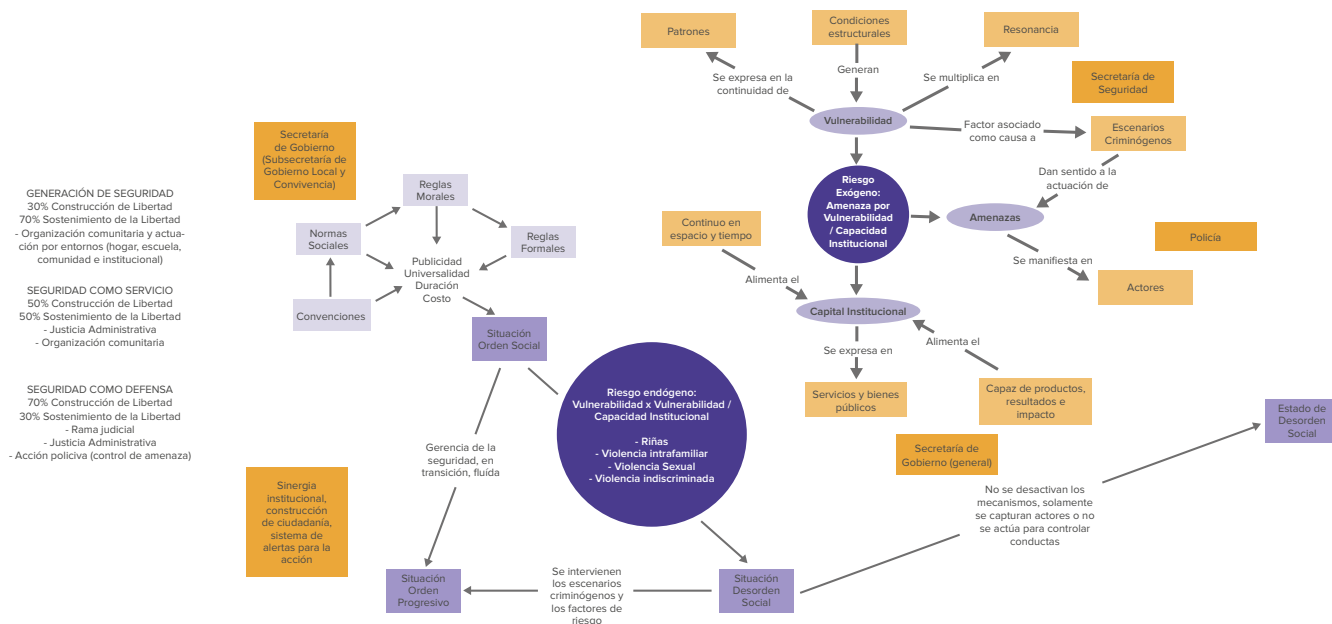 GENERACIÓN DE SEGURIDAD
30% Construcción de Libertad
70% Sostenimiento de la Libertad
- Organización comunitaria y actua-
ción por entornos (hogar, escuela,
comunidad e institucional)
SEGURIDAD COMO SERVICIO
50% Construcción de Libertad
50% Sostenimiento de la Libertad
- Justicia Administrativa
- Organización comunitaria
SEGURIDAD COMO DEFENSA
70% Construcción de Libertad
30% Sostenimiento de la Libertad
- Rama judicial
- Justicia Administrativa
- Acción policiva (control de amenaza)
Secretaría
de Gobierno
(Subsecretaría de
Gobierno Local y
Convivencia)
Reglas
Morales
Normas
Sociales
Reglas
Formales
Convenciones
Publicidad
Universalidad
Duración
Costo
Situación
Orden Social
Gerencia de la
seguridad, en
transición, fluída
Sinergia
institucional,
construcción
de ciudadanía,
sistema de
alertas para la
acción
Situación
Orden
Progresivo
Se intervienen
los escenarios
criminógenos y
los factores de
riesgo
Situación
Desorden
Social
Riesgo endógeno:
Vulnerabilidad x Vulnerabilidad /
Capacidad Institucional
- Riñas
- Violencia intrafamiliar
- Violencia Sexual
- Violencia indiscriminada
Patrones
Condiciones
estructurales
Resonancia
Se expresa en la
continuidad de
Generan
Se multiplica en
Secretaría de
Seguridad
Vulnerabilidad
Factor asociado
como causa a
Escenarios
Criminógenos
Dan sentido a la
actuación de
Riesgo
Exógeno:
Amenaza por
Vulnerabilidad
/ Capacidad
Institucional
Amenazas
Continuo en
espacio y tiempo
Policía
Se manifiesta en
Actores
Alimenta el
Capital Institucional
Se expresa en
Alimenta el
Servicios y bienes
públicos
Capaz de productos,
resultados e
impacto
Secretaría de
Gobierno (general)
Estado de
Desorden
Social
No se desactivan los
mecanismos, solamente
se capturan actores o no
se actúa para controlar
conductas